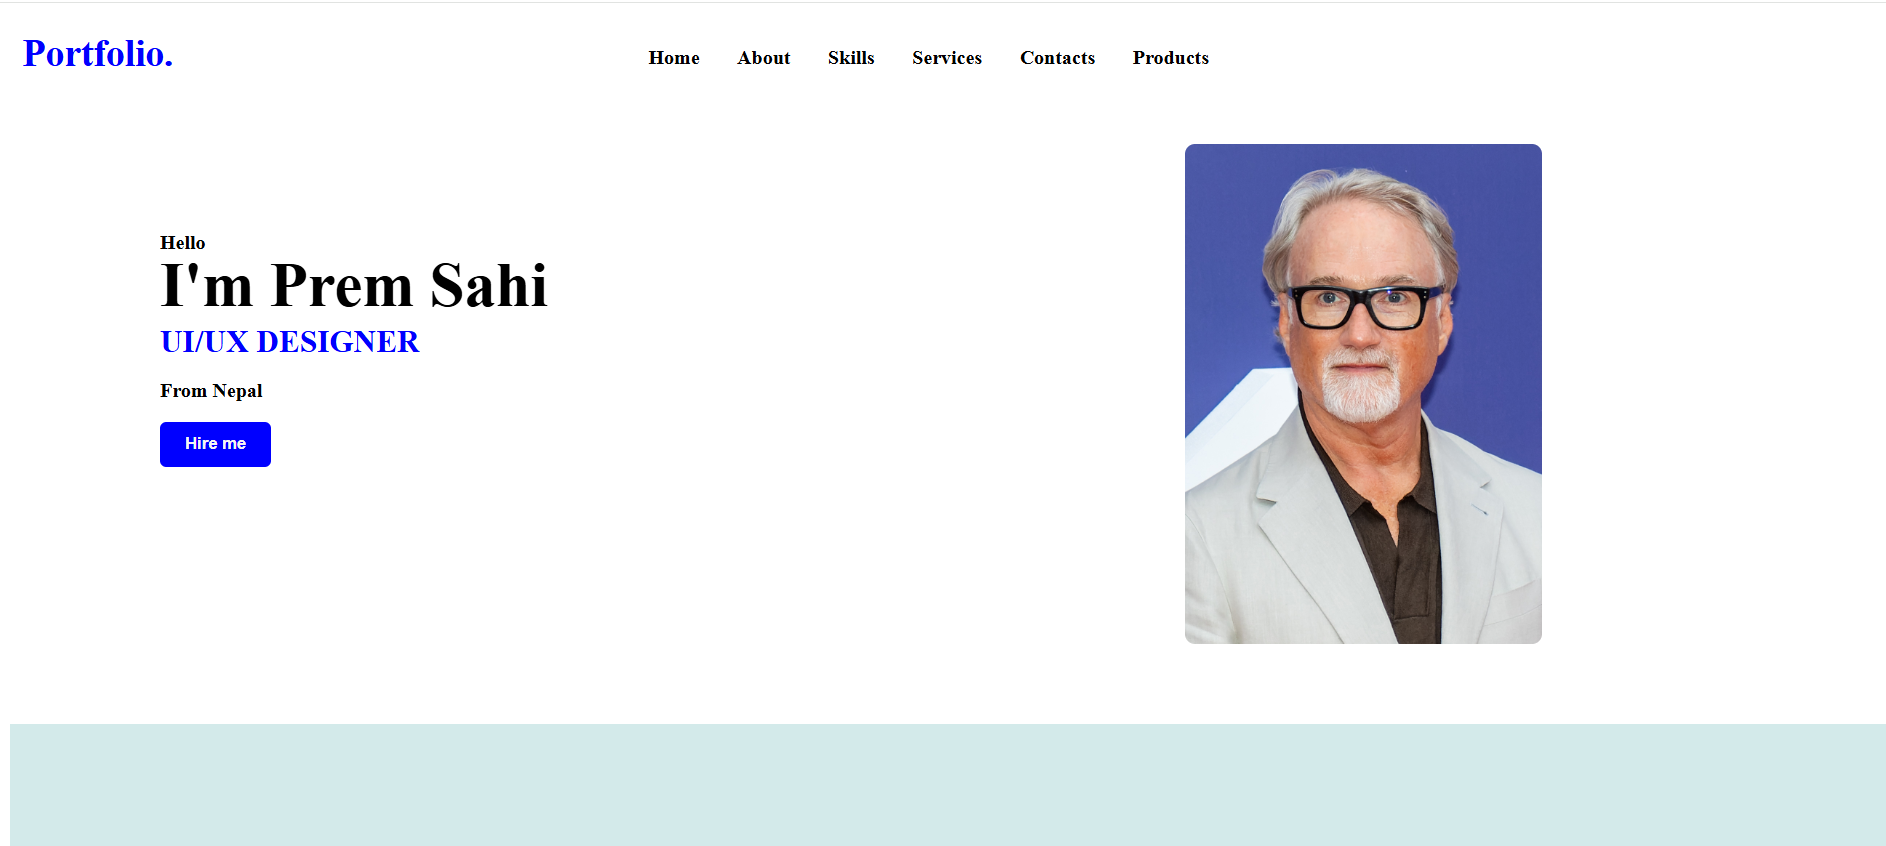 Portfolio.
Home About Skills Services Contacts Products
Hello
I'm Prem Sahi
UI/UX DESIGNER
From Nepal
Hire me